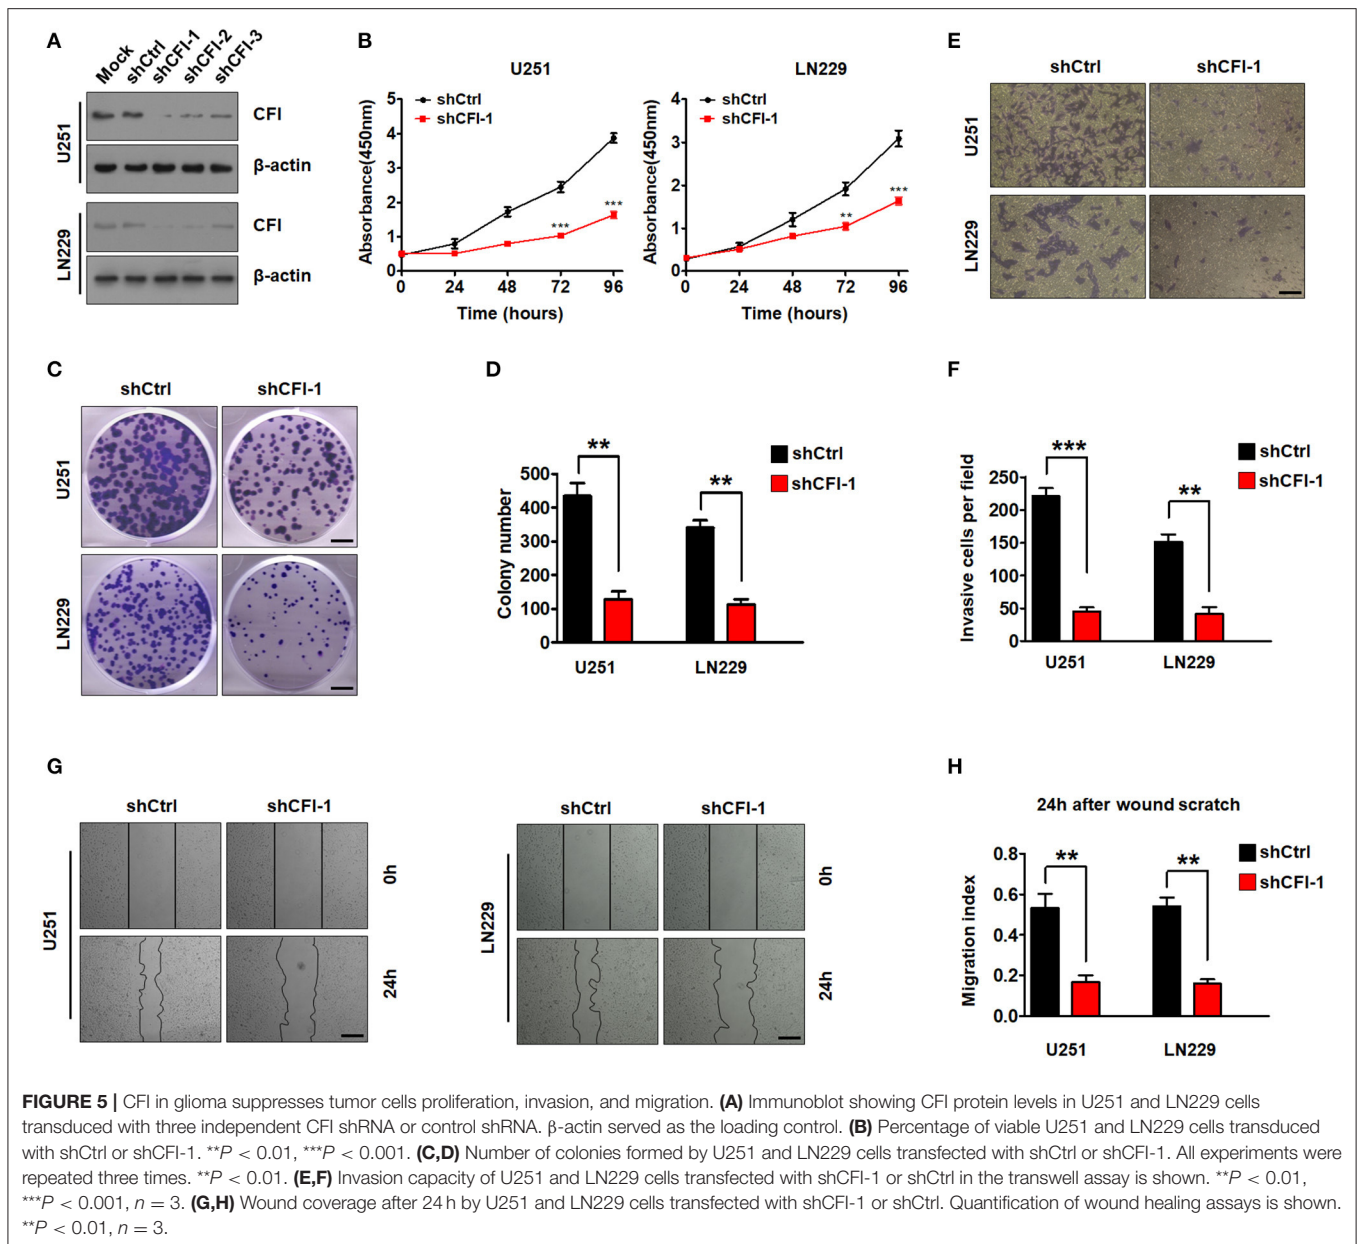 A
Mock
shCtrl
shCFI-1
shCFI-2
shCFI-3
U251
CFI
β-actin
LN229
CFI
β-actin
B
U251
shCtrl
shCFI-1
Absorbance(450nm)
5
4
3
2
1
0
0 24 48 72 96
Time (hours)
***
***
LN229
shCtrl
shCFI-1
Absorbance(450nm)
4
3
2
1
0
0 24 48 72 96
Time (hours)
**
***
E
shCtrl shCFI-1
U251
LN229
C
shCtrl shCFI-1
U251
LN229
D
shCtrl
shCFI-1
Colony number
500
400
300
200
100
0
** **
U251 LN229
F
shCtrl
shCFI-1
Invasive cells per field
250
200
150
100
50
0
*** **
U251 LN229
G
shCtrl shCFI-1
U251
0h
24h
shCtrl shCFI-1
LN229
0h
24h
H
24h after wound scratch
shCtrl
shCFI-1
Migration index
0.8
0.6
0.4
0.2
0.0
** **
U251 LN229
FIGURE 5 | CFI in glioma suppresses tumor cells proliferation, invasion, and migration. (A) Immunoblot showing CFI protein levels in U251 and LN229 cells
transduced with three independent CFI shRNA or control shRNA. β-actin served as the loading control. (B) Percentage of viable U251 and LN229 cells transduced
with shCtrl or shCFI-1. **P < 0.01, ***P < 0.001. (C,D) Number of colonies formed by U251 and LN229 cells transfected with shCtrl or shCFI-1. All experiments were
repeated three times. **P < 0.01. (E,F) Invasion capacity of U251 and LN229 cells transfected with shCFI-1 or shCtrl in the transwell assay is shown. **P < 0.01,
***P < 0.001, n = 3. (G,H) Wound coverage after 24 h by U251 and LN229 cells transfected with shCFI-1 or shCtrl. Quantification of wound healing assays is shown.
**P < 0.01, n = 3.